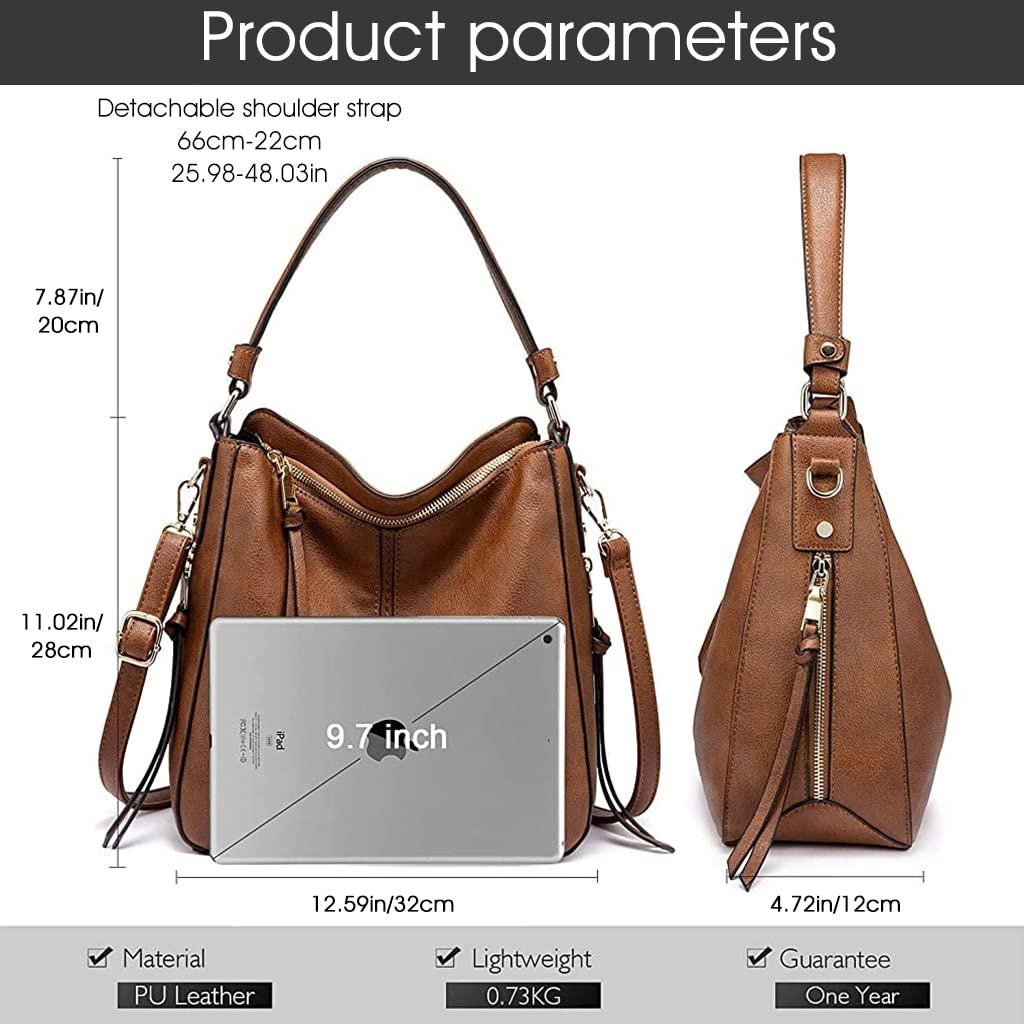 Product parameters
Detachable shoulder strap
66cm-22cm
25.98-48.03in
7.87in/
20cm
11.02in/
28cm
iPad
9.7 inch
12.59in/32cm
4.72in/12cm
Material
PU Leather
Lightweight
0.73KG
Guarantee
One Year